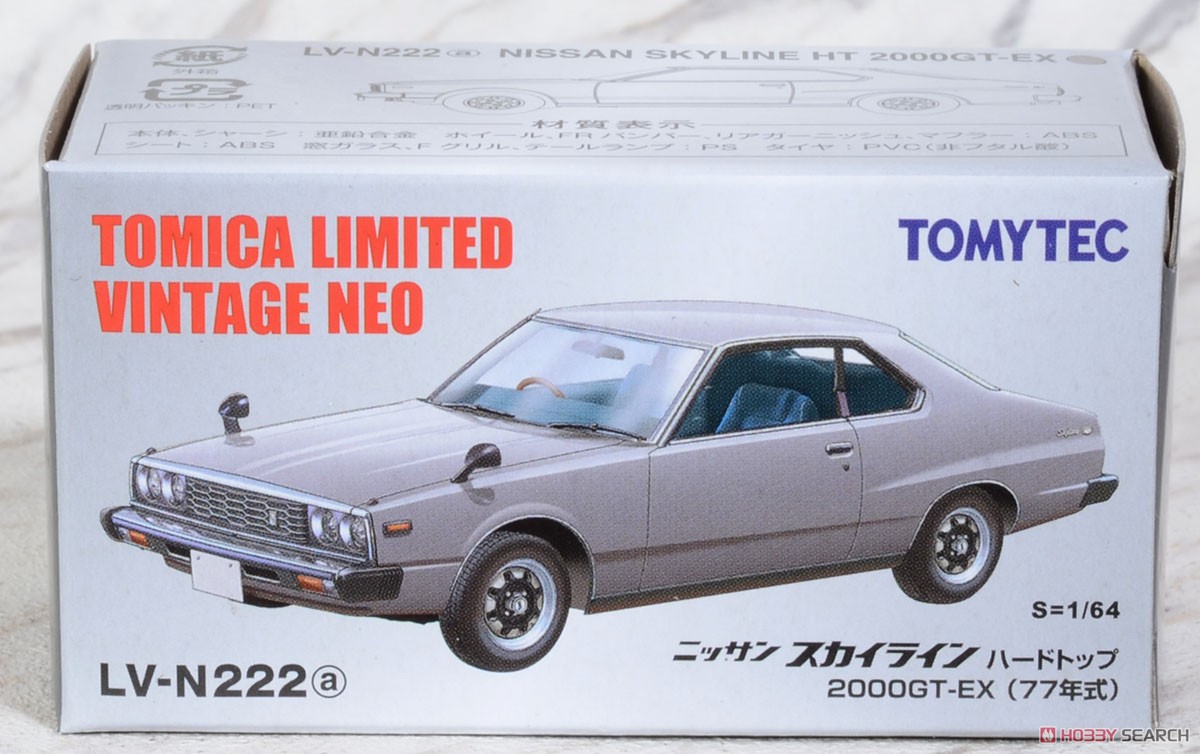 LV-N222ⓐ NISSAN SKYLINE HT 2000GT-EX
紙
外箱
プラ
透明パッキン：PET
材質表示
本体、シャーシ：亜鉛合金 ホイール、FRバンパー、リアガーニッシュ、マフラー：ABS
シート：ABS 窓ガラス、Fグリル、テールランプ：PS タイヤ：PVC（非フタル酸）
TOMICA LIMITED
VINTAGE NEO
TOMYTEC
Skyline
S=1/64
LV-N222ⓐ
ニッサン スカイライン ハードトップ
2000GT-EX（77年式）
HOBBY SEARCH